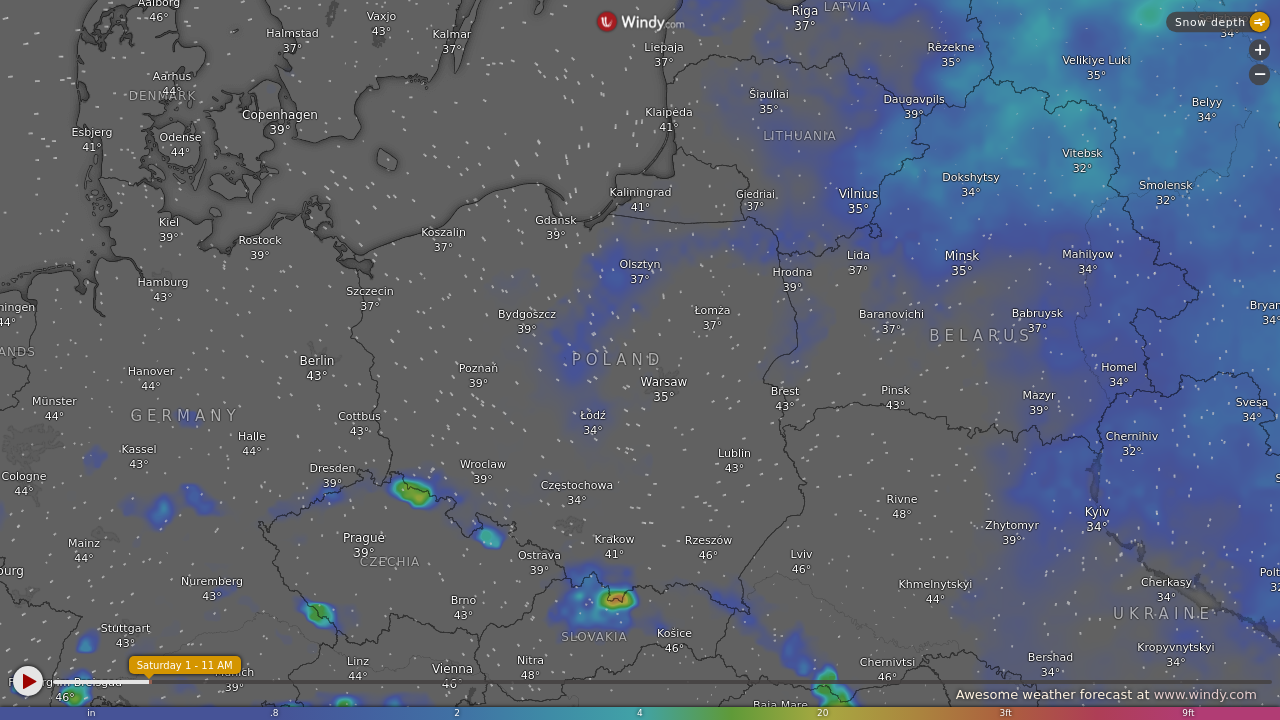 Aalborg
46°
Vaxjo
43°
Halmstad
37°
Kalmar
37°
Windy.com
Liepaja
37°
Riga
37°
LATVIA
Rēzekne
35°
Velikiye Luki
35°
34°
Snow depth
+
−
Aarhus
44°
DENMARK
Copenhagen
39°
Esbjerg
41°
Odense
44°
Klaipėda
41°
Šiauliai
35°
LITHUANIA
Daugavpils
39°
Belyy
34°
Vitebsk
32°
Dokshytsy
34°
Smolensk
32°
Kaliningrad
41°
Giedriai
37°
Vilnius
35°
Kiel
39°
Rostock
39°
Koszalin
37°
Gdansk
39°
Olsztyn
37°
Hrodna
39°
Lida
37°
Minsk
35°
Mahilyow
34°
Hamburg
43°
Szczecin
37°
Bydgoszcz
39°
Łomża
37°
Baranovichi
37°
Babruysk
37°
BELARUS
34°
44°
Berlin
43°
Hanover
44°
Poznań
39°
POLAND
Warsaw
35°
Brest
43°
Pinsk
43°
Mazyr
39°
Homel
34°
Münster
44°
GERMANY
Cottbus
43°
Łódź
34°
Svesa
34°
Kassel
43°
Halle
44°
Chernihiv
32°
Cologne
44°
Dresden
39°
Wroclaw
39°
Częstochowa
34°
Lublin
43°
Rivne
48°
Zhytomyr
39°
Kyiv
34°
Mainz
44°
Prague
39°
CZECHIA
Ostrava
39°
Krakow
41°
Rzeszów
46°
Lviv
46°
Nuremberg
43°
Brno
43°
Khmelnytskyi
44°
Cherkasy
34°
UKRAINE
Stuttgart
43°
SLOVAKIA
Košice
46°
Linz
44°
Vienna
46°
Nitra
48°
Chernivtsi
46°
Bershad
34°
Kropyvnytskyi
34°
Saturday 1 - 11 AM
39°
46°
Baia Mare
Awesome weather forecast at www.windy.com
in .8 2 4 20 3ft 9ft